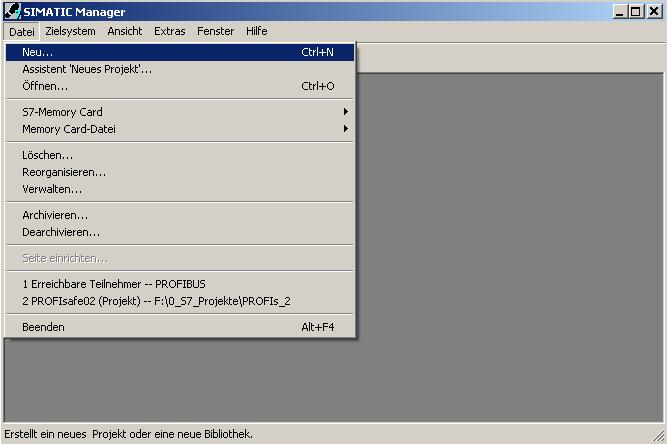 SIMATIC Manager
Datei Zielsystem Ansicht Extras Fenster Hilfe
Neu... Ctrl+N
Assistent 'Neues Projekt'...
Öffnen... Ctrl+O
S7-Memory Card
Memory Card-Datei
Löschen...
Reorganisieren...
Verwalten...
Archivieren...
Dearchivieren...
Seite einrichten...
1 Erreichbare Teilnehmer -- PROFIBUS
2 PROFIsafe02 (Projekt) -- F:\0_S7_Projekte\PROFIs_2
Beenden Alt+F4
Erstellt ein neues Projekt oder eine neue Bibliothek.